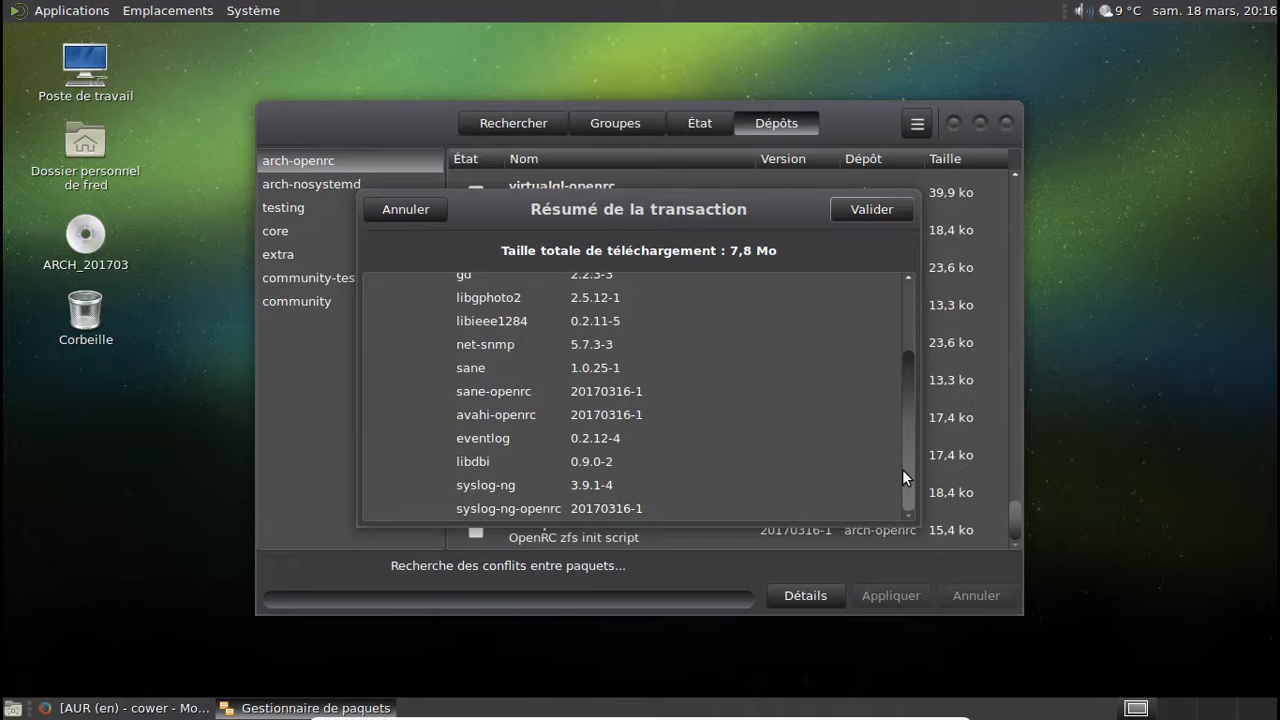 Applications Emplacements Système
9 °C sam. 18 mars, 20:16
Poste de travail
Dossier personnel
de fred
ARCH_201703
Corbeille
Rechercher Groupes État Dépôts
arch-openrc
arch-nosystemd
testing
core
extra
community-tes
community
État Nom Version Dépôt Taille
virtualgl-openrc
39,9 ko
18,4 ko
23,6 ko
13,3 ko
23,6 ko
13,3 ko
17,4 ko
17,4 ko
18,4 ko
20170316-1 arch-openrc 15,4 ko
OpenRC zfs init script
Annuler Résumé de la transaction Valider
Taille totale de téléchargement : 7,8 Mo
gd 2.2.3-3
libgphoto2 2.5.12-1
libieee1284 0.2.11-5
net-snmp 5.7.3-3
sane 1.0.25-1
sane-openrc 20170316-1
avahi-openrc 20170316-1
eventlog 0.2.12-4
libdbi 0.9.0-2
syslog-ng 3.9.1-4
syslog-ng-openrc 20170316-1
Recherche des conflits entre paquets...
Détails Appliquer Annuler
[AUR (en) - cower - Mo... Gestionnaire de paquets